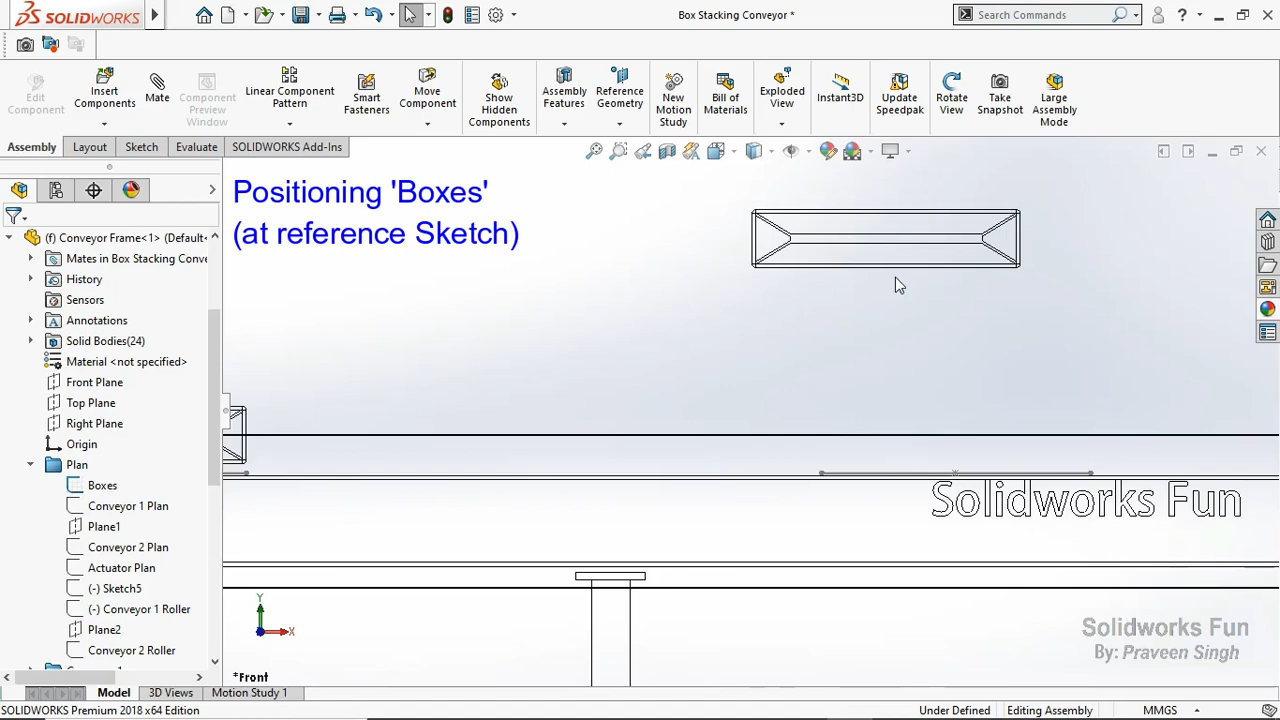 SOLIDWORKS
Box Stacking Conveyor *
Search Commands
?
Edit Component
Insert Components
Mate
Component Preview Window
Linear Component Pattern
Smart Fasteners
Move Component
Show Hidden Components
Assembly Features
Reference Geometry
New Motion Study
Bill of Materials
Exploded View
Instant3D
Update Speedpak
Rotate View
Take Snapshot
Large Assembly Mode
Assembly
Layout
Sketch
Evaluate
SOLIDWORKS Add-Ins
Positioning 'Boxes'
(at reference Sketch)
(f) Conveyor Frame<1> (Default
Mates in Box Stacking Conve
History
Sensors
Annotations
Solid Bodies(24)
Material <not specified>
Front Plane
Top Plane
Right Plane
Origin
Plan
Boxes
Conveyor 1 Plan
Plane1
Conveyor 2 Plan
Actuator Plan
(-) Sketch5
(-) Conveyor 1 Roller
Plane2
Conveyor 2 Roller
Solidworks Fun
Y
X
*Front
Solidworks Fun
By: Praveen Singh
Model
3D Views
Motion Study 1
SOLIDWORKS Premium 2018 x64 Edition
Under Defined
Editing Assembly
MMGS